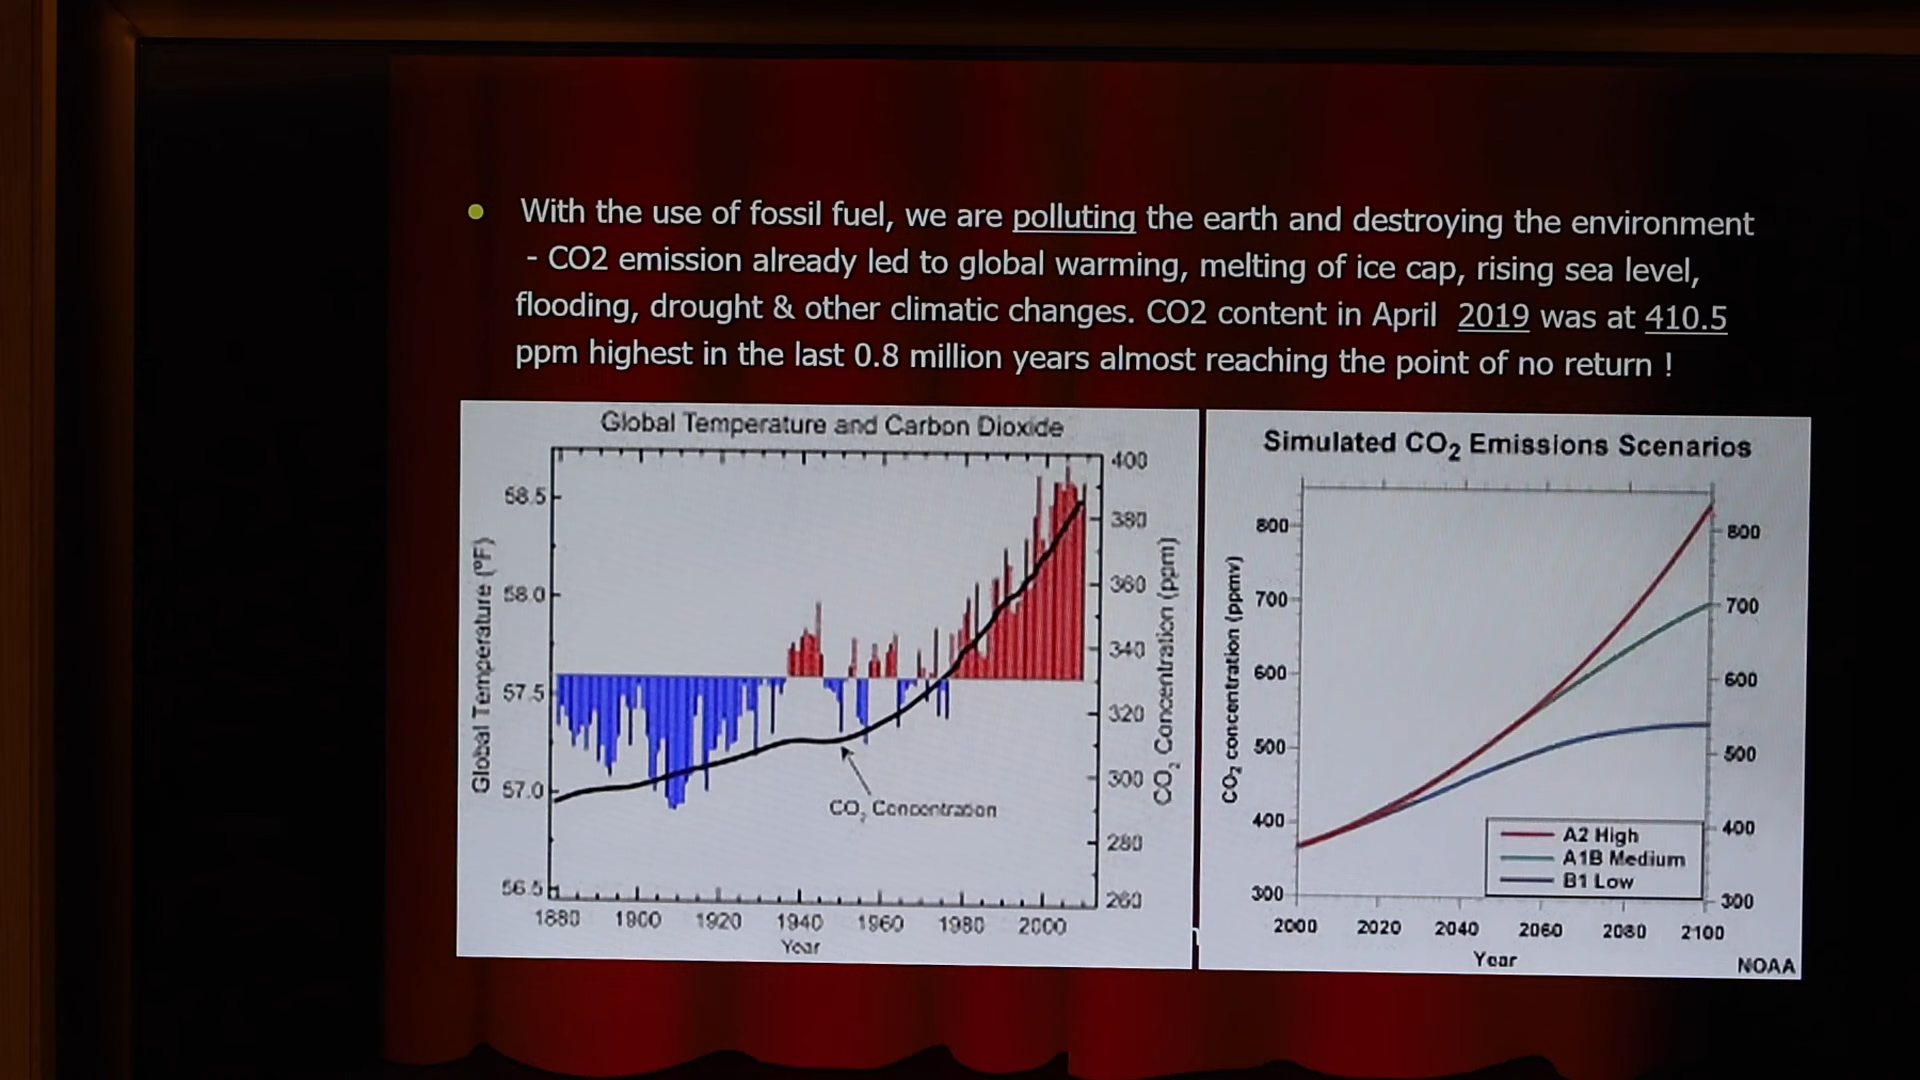 With the use of fossil fuel, we are polluting the earth and destroying the environment
- CO2 emission already led to global warming, melting of ice cap, rising sea level,
flooding, drought & other climatic changes. CO2 content in April 2019 was at 410.5
ppm highest in the last 0.8 million years almost reaching the point of no return !
Global Temperature and Carbon Dioxide
Global Temperature (ºF)
58.5
58.0
57.5
57.0
56.5
400
380
360
340
320
300
280
260
CO₂ Concentration (ppm)
CO₂ Concentration
1880 1900 1920 1940 1960 1980 2000
Year
Simulated CO₂ Emissions Scenarios
CO₂ concentration (ppmv)
800
700
600
500
400
300
800
700
600
500
400
300
A2 High
A1B Medium
B1 Low
2000 2020 2040 2060 2080 2100
Year
NOAA